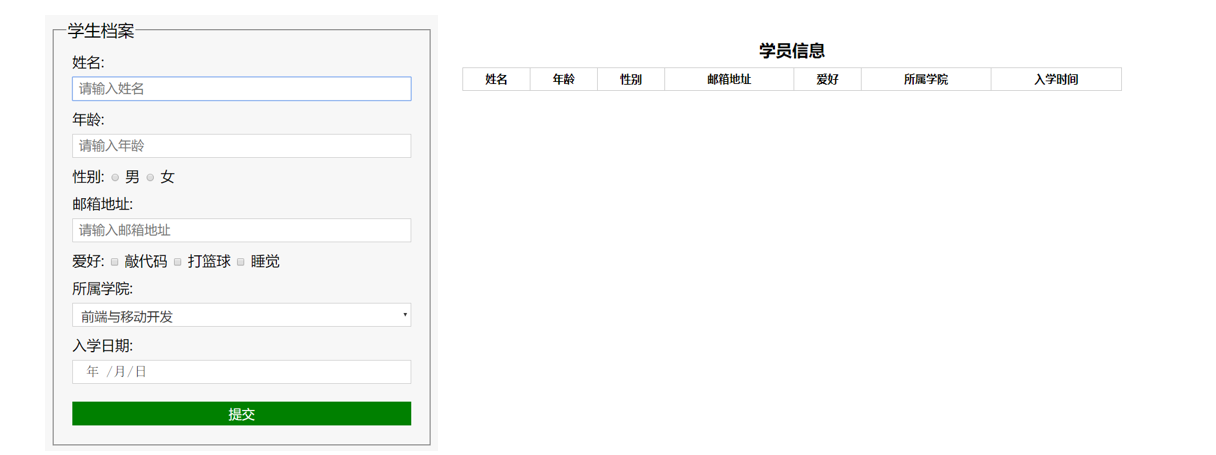 学生档案
姓名:
请输入姓名
年龄:
请输入年龄
性别: 男 女
邮箱地址:
请输入邮箱地址
爱好: 敲代码 打篮球 睡觉
所属学院:
前端与移动开发
入学日期:
年 /月/日
提交
学员信息
姓名 年龄 性别 邮箱地址 爱好 所属学院 入学时间